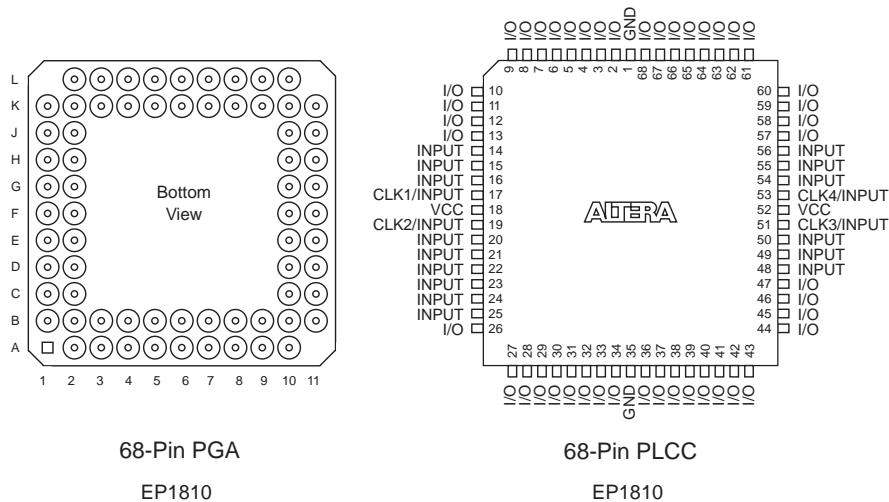 L
K
J
H
G
F
E
D
C
B
A
1 2 3 4 5 6 7 8 9 10 11
Bottom
View
68-Pin PGA
EP1810
I/O I/O I/O I/O I/O I/O I/O I/O GND I/O I/O I/O I/O I/O I/O I/O I/O
9 8 7 6 5 4 3 2 1 68 67 66 65 64 63 62 61
I/O 10
I/O 11
I/O 12
I/O 13
INPUT 14
INPUT 15
INPUT 16
CLK1/INPUT 17
VCC 18
CLK2/INPUT 19
INPUT 20
INPUT 21
INPUT 22
INPUT 23
INPUT 24
INPUT 25
I/O 26
ALTERA
60 I/O
59 I/O
58 I/O
57 I/O
56 INPUT
55 INPUT
54 INPUT
53 CLK4/INPUT
52 VCC
51 CLK3/INPUT
50 INPUT
49 INPUT
48 INPUT
47 I/O
46 I/O
45 I/O
44 I/O
27 28 29 30 31 32 33 34 35 36 37 38 39 40 41 42 43
I/O I/O I/O I/O I/O I/O I/O I/O GND I/O I/O I/O I/O I/O I/O I/O I/O
68-Pin PLCC
EP1810